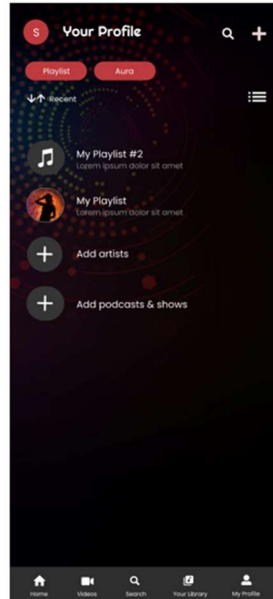 S Your Profile
Playlist Aura
Recent
My Playlist #2
Lorem ipsum dolor sit amet
My Playlist
Lorem ipsum dolor sit amet
Add artists
Add podcasts & shows
Home Videos Search Your Library My Profile